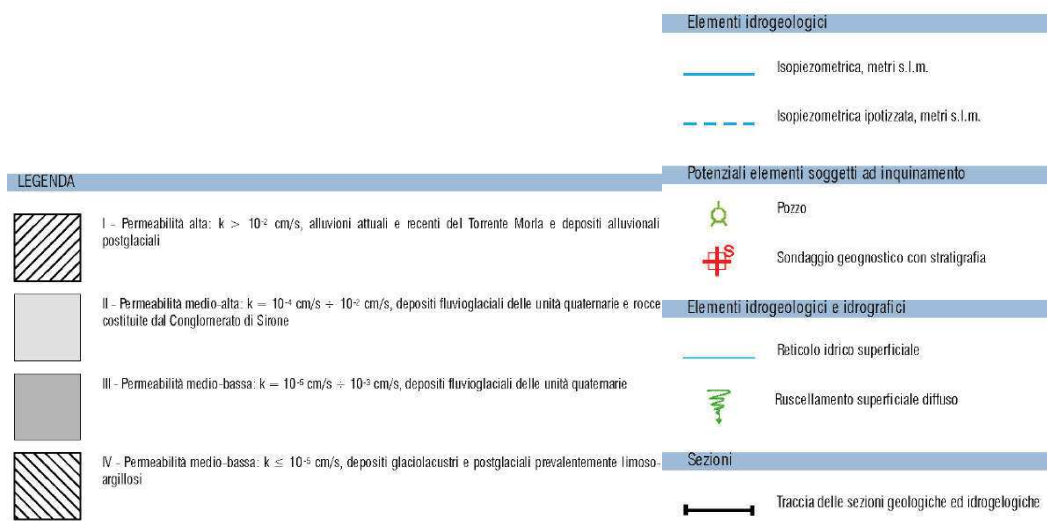 LEGENDA
I - Permeabilità alta: k > 10⁻² cm/s, alluvioni attuali e recenti del Torrente Morla e depositi alluvionali
postglaciali
II - Permeabilità medio-alta: k = 10⁻⁴ cm/s ÷ 10⁻² cm/s, depositi fluvioglaciali delle unità quaternarie e rocce
costituite dal Conglomerato di Sirone
III - Permeabilità medio-bassa: k = 10⁻⁵ cm/s ÷ 10⁻³ cm/s, depositi fluvioglaciali delle unità quaternarie
IV - Permeabilità medio-bassa: k ≤ 10⁻⁵ cm/s, depositi glaciolacustri e postglaciali prevalentemente limoso-
argillosi
Elementi idrogeologici
Isopiezometrica, metri s.l.m.
Isopiezometrica ipotizzata, metri s.l.m.
Potenziali elementi soggetti ad inquinamento
Pozzo
S
Sondaggio geognostico con stratigrafia
Elementi idrogeologici e idrografici
Reticolo idrico superficiale
Ruscellamento superficiale diffuso
Sezioni
Traccia delle sezioni geologiche ed idrogelogiche